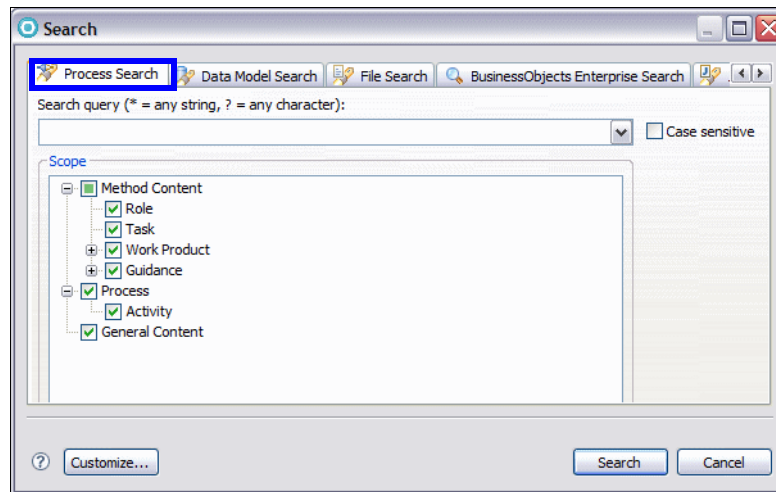 Search
Process Search Data Model Search File Search BusinessObjects Enterprise Search
Search query (* = any string, ? = any character):
Case sensitive
Scope
Method Content
Role
Task
Work Product
Guidance
Process
Activity
General Content
Customize... Search Cancel